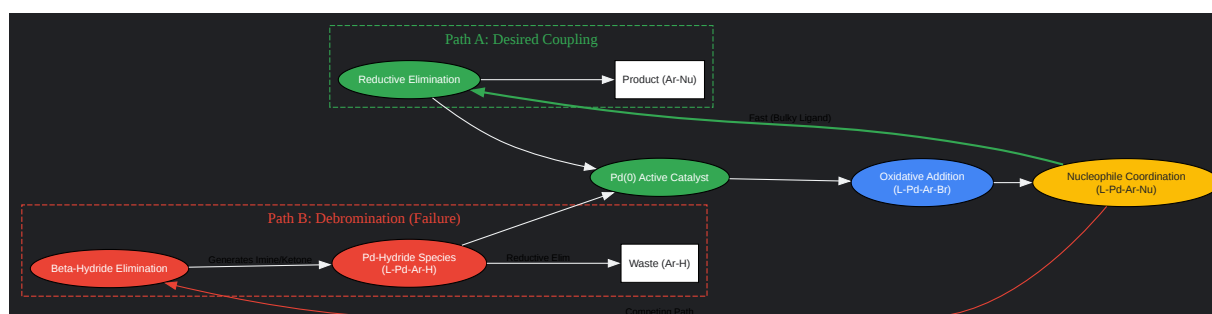 Path A: Desired Coupling
Reductive Elimination
Product (Ar-Nu)
Fast (Bulky Ligand)
Pd(0) Active Catalyst
Oxidative Addition
(L-Pd-Ar-Br)
Nucleophile Coordination
(L-Pd-Ar-Nu)
Path B: Debromination (Failure)
Beta-Hydride Elimination
Generates Imine/Ketone
Pd-Hydride Species
(L-Pd-Ar-H)
Reductive Elim
Waste (Ar-H)
Competing Path